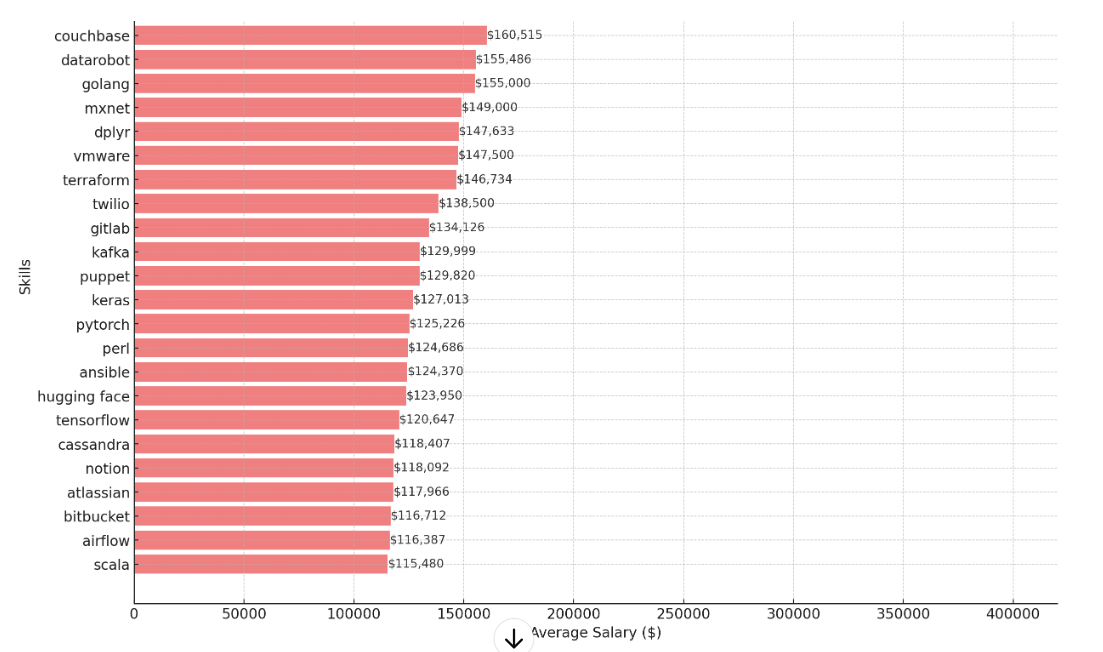 couchbase $160,515
datarobot $155,486
golang $155,000
mxnet $149,000
dplyr $147,633
vmware $147,500
terraform $146,734
twilio $138,500
gitlab $134,126
kafka $129,999
puppet $129,820
keras $127,013
pytorch $125,226
perl $124,686
ansible $124,370
hugging face $123,950
tensorflow $120,647
cassandra $118,407
notion $118,092
atlassian $117,966
bitbucket $116,712
airflow $116,387
scala $115,480
Skills
0 50000 100000 150000 200000 250000 300000 350000 400000
Average Salary ($)